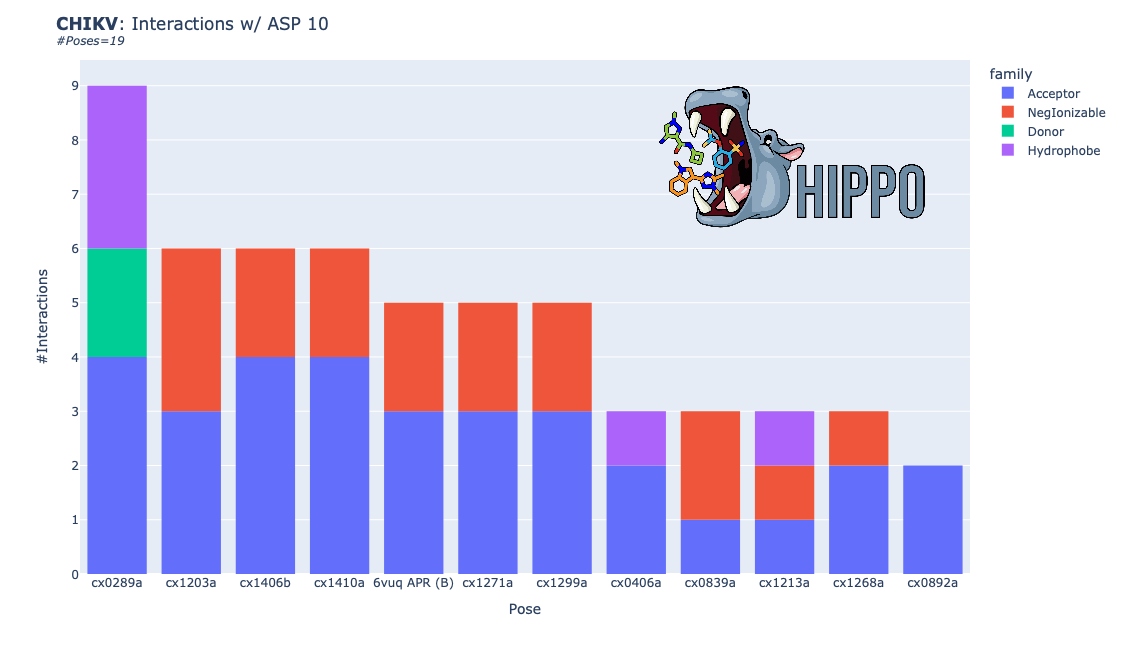 CHIKV: Interactions w/ ASP 10
#Poses=19
family
Acceptor
NegIonizable
Donor
Hydrophobe
HIPPO
#Interactions
9
8
7
6
5
4
3
2
1
0
cx0289a cx1203a cx1406b cx1410a 6vuq APR (B) cx1271a cx1299a cx0406a cx0839a cx1213a cx1268a cx0892a
Pose